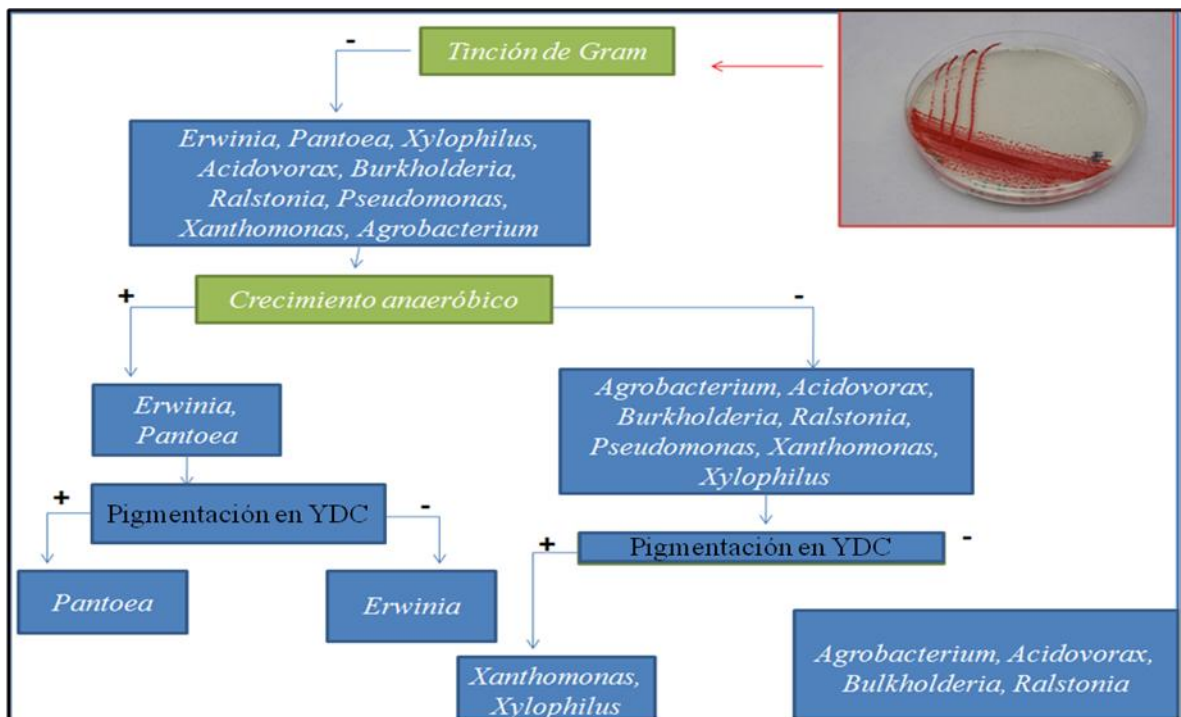 -
Tinción de Gram
Erwinia, Pantoea, Xylophilus,
Acidovorax, Burkholderia,
Ralstonia, Pseudomonas,
Xanthomonas, Agrobacterium
+
Crecimiento anaeróbico
-
Erwinia,
Pantoea
Agrobacterium, Acidovorax,
Burkholderia, Ralstonia,
Pseudomonas, Xanthomonas,
Xylophilus
+
Pigmentación en YDC
-
+
Pigmentación en YDC
-
Pantoea
Erwinia
Xanthomonas,
Xylophilus
Agrobacterium, Acidovorax,
Bulkholderia, Ralstonia